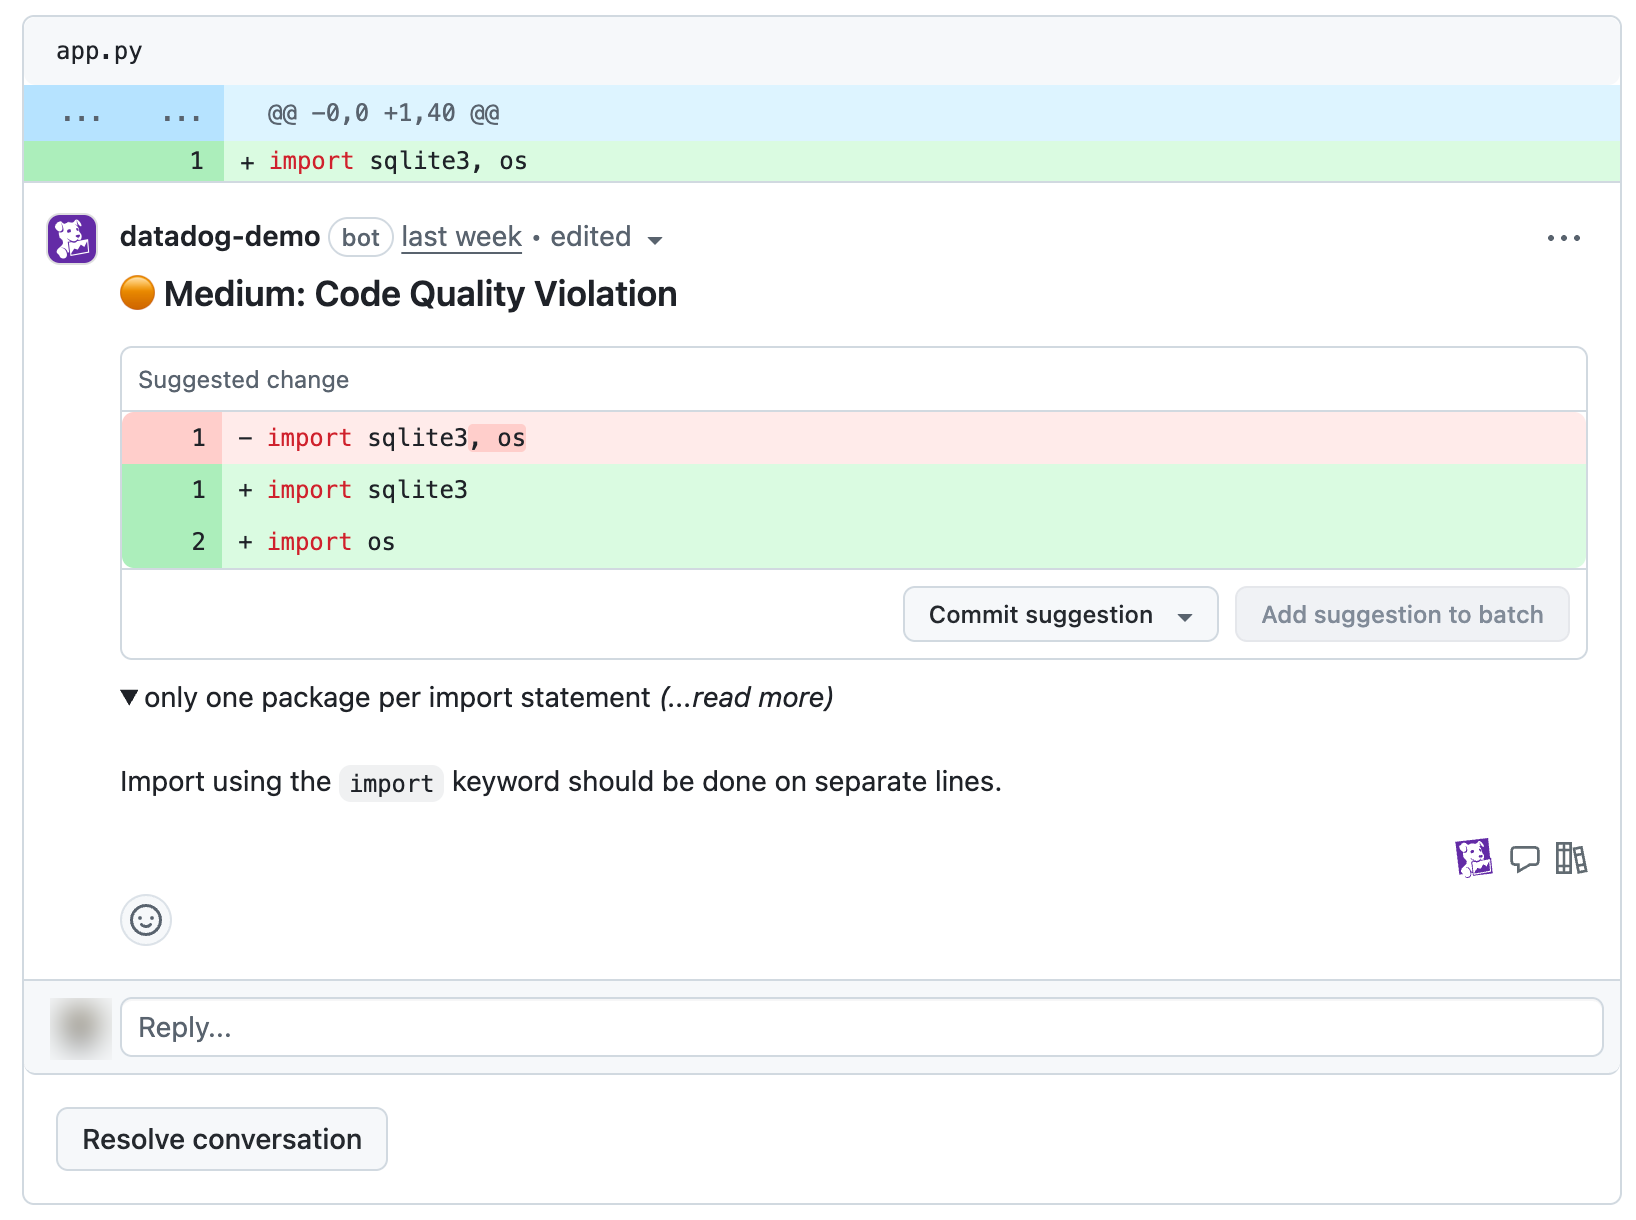 app.py
... ... @@ -0,0 +1,40 @@
1 + import sqlite3, os
datadog-demo bot last week • edited
Medium: Code Quality Violation
Suggested change
1 - import sqlite3, os
1 + import sqlite3
2 + import os
Commit suggestion Add suggestion to batch
only one package per import statement (...read more)
Import using the import keyword should be done on separate lines.
Reply...
Resolve conversation